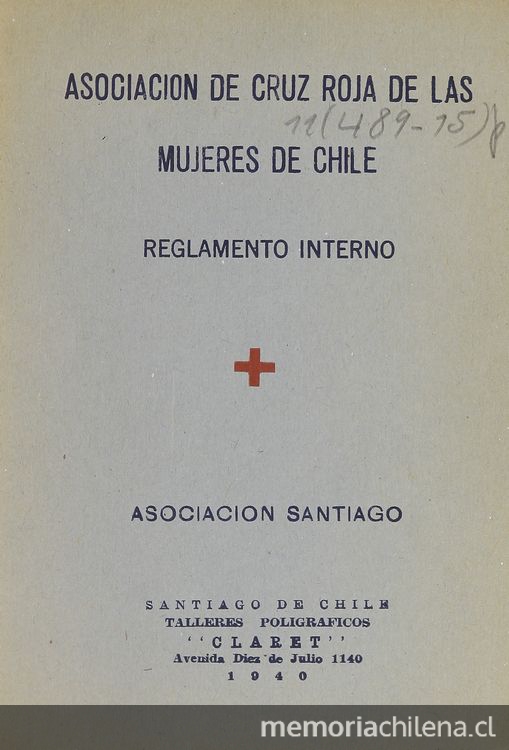 ASOCIACION DE CRUZ ROJA DE LAS
11(489-15)
MUJERES DE CHILE
REGLAMENTO INTERNO
ASOCIACION SANTIAGO
SANTIAGO DE CHILE
TALLERES POLIGRAFICOS
"CLARET"
Avenida Diez de Julio 1140
1940
memoriachilena.cl